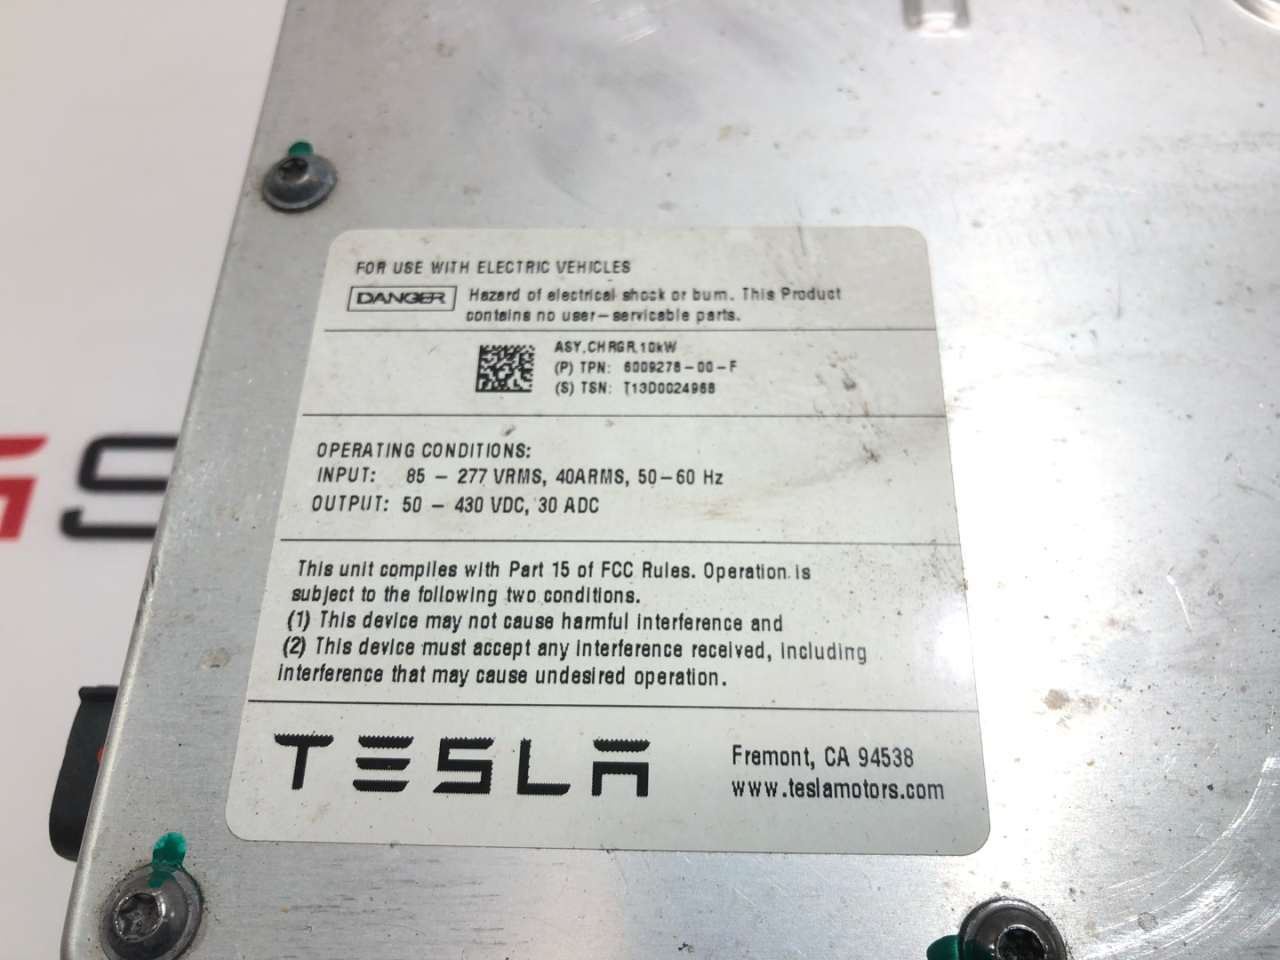 FOR USE WITH ELECTRIC VEHICLES
DANGER Hazard of electrical shock or burn. This Product
contains no user-servicable parts.
ASY,CHRGR,10kW
(P) TPN: 6009278-00-F
(S) TSN: T13D0024968
OPERATING CONDITIONS:
INPUT: 85 - 277 VRMS, 40ARMS, 50-60 Hz
OUTPUT: 50 - 430 VDC, 30 ADC
This unit complies with Part 15 of FCC Rules. Operation is
subject to the following two conditions.
(1) This device may not cause harmful interference and
(2) This device must accept any interference received, including
interference that may cause undesired operation.
TESLA
Fremont, CA 94538
www.teslamotors.com